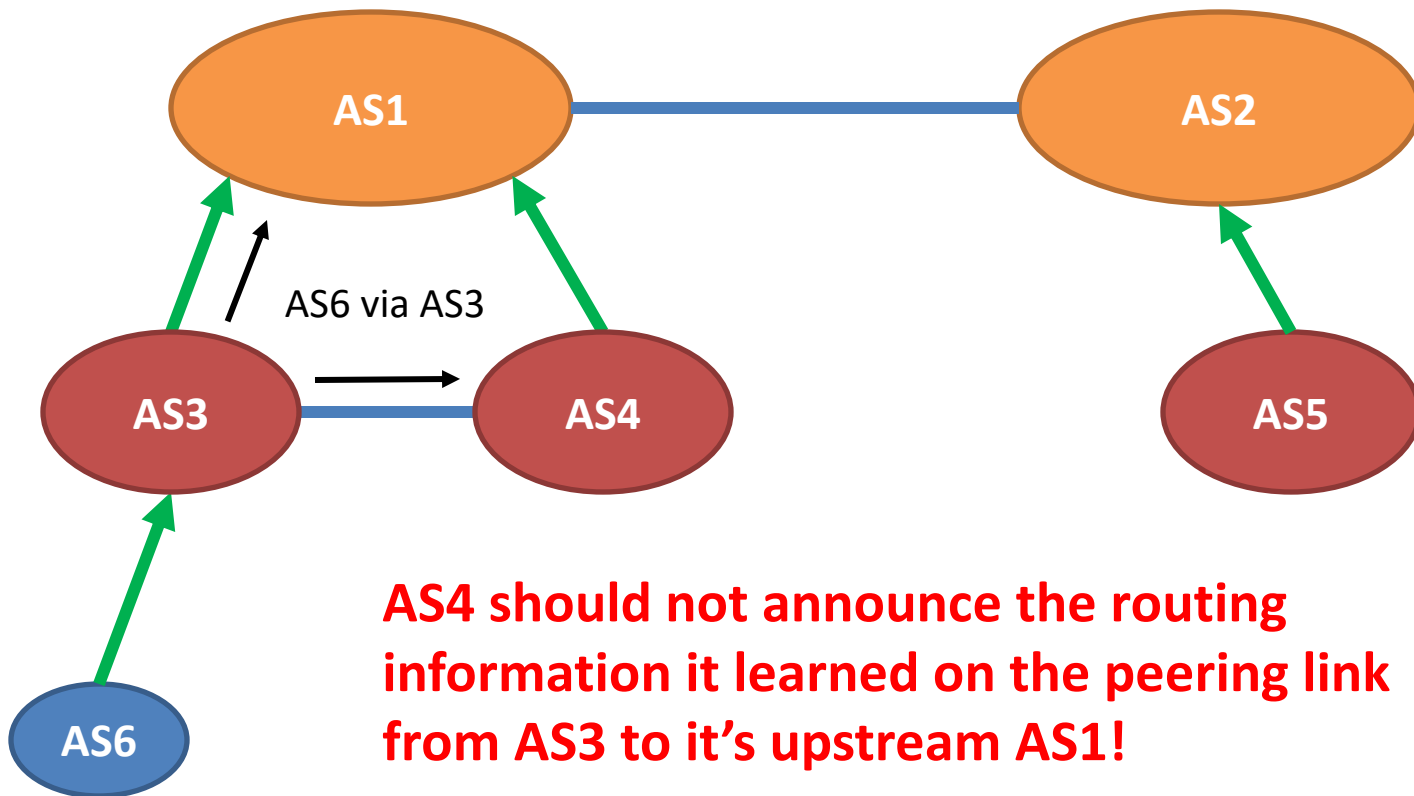 AS1
AS2
AS6 via AS3
AS3
AS4
AS5
AS6
AS4 should not announce the routing
information it learned on the peering link
from AS3 to it’s upstream AS1!